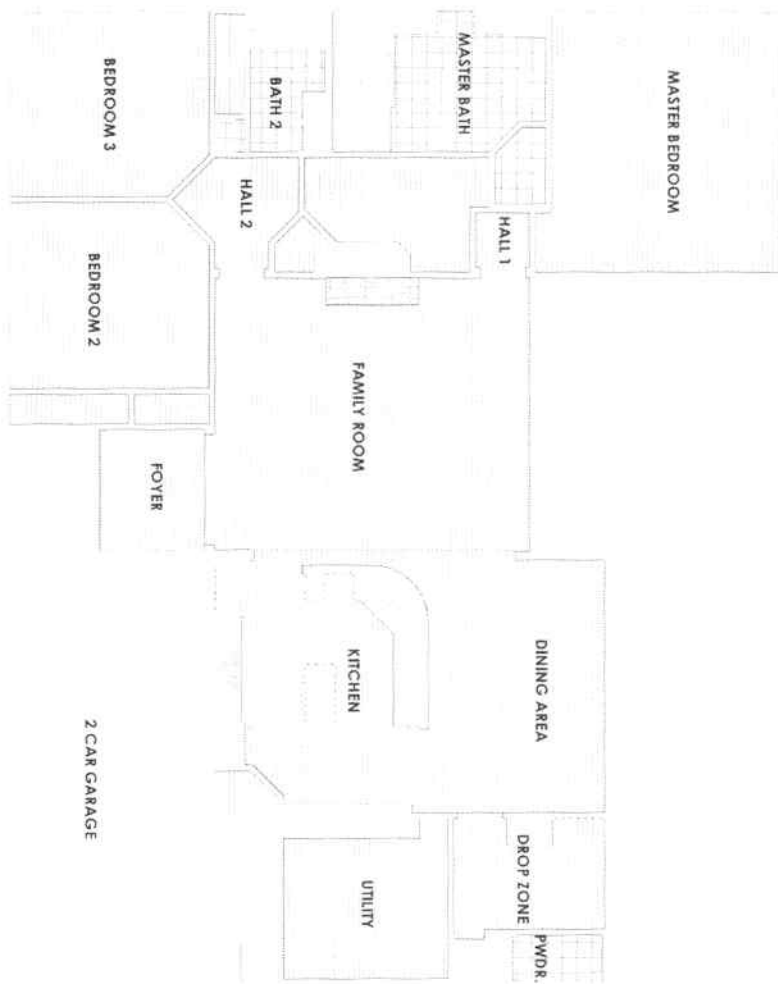 MASTER BEDROOM
MASTER BATH
BATH 2
BEDROOM 3
HALL 1
HALL 2
BEDROOM 2
FAMILY ROOM
FOYER
DINING AREA
KITCHEN
2 CAR GARAGE
DROP ZONE
UTILITY
PWDR.